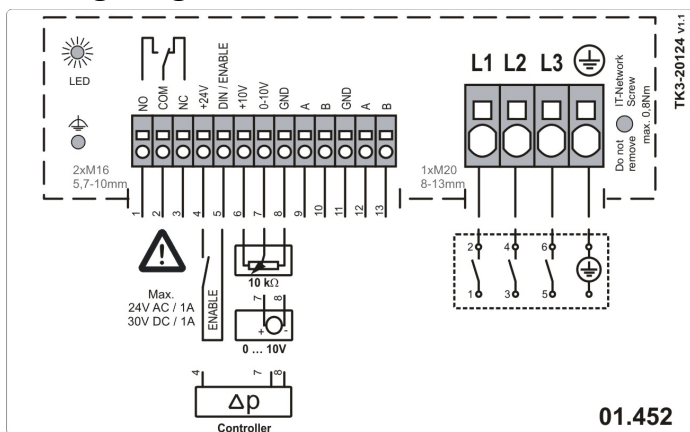 LED
2xM16
5,7-10mm
NO
COM
NC
+24V
DIN / ENABLE
+10V
0-10V
GND
A
B
GND
A
B
1
2
3
4
5
6
7
8
9
10
11
12
13
L1 L2 L3
1xM20
8-13mm
Do not
remove
IT-Network
Screw
max. 0,8Nm
TK3-20124 V1.1
Max.
24V AC / 1A
30V DC / 1A
ENABLE
10 kΩ
7 8
+ -
0 ... 10V
4 7 8
Δp
Controller
2 4 6
1 3 5
01.452